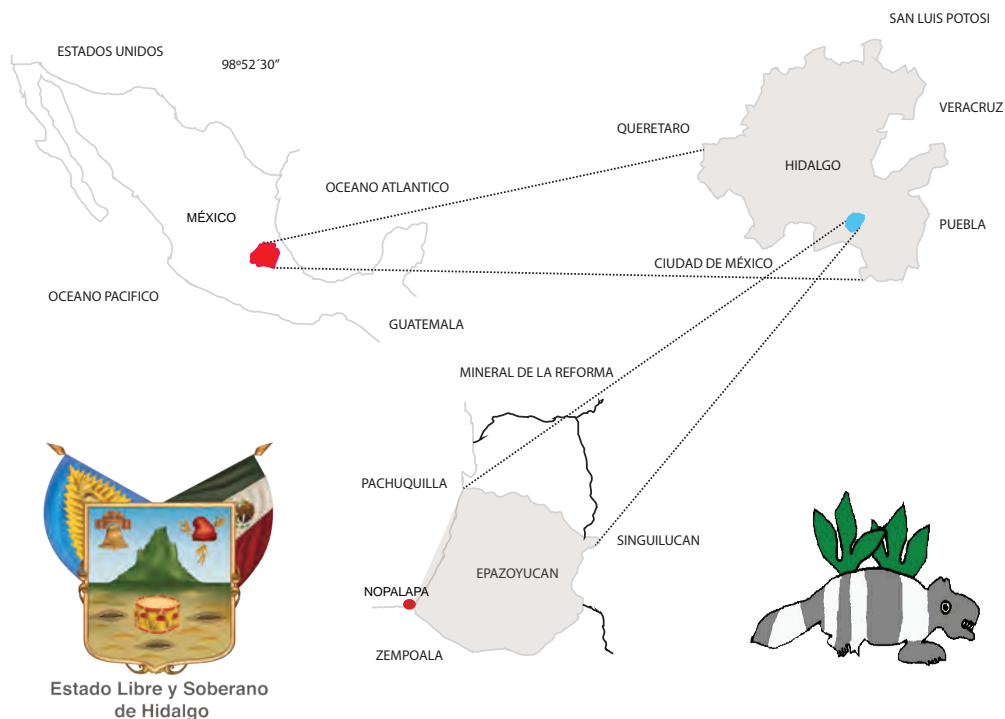 SAN LUIS POTOSI
ESTADOS UNIDOS
98º52´30”
VERACRUZ
QUERETARO
HIDALGO
OCEANO ATLANTICO
MÉXICO
PUEBLA
CIUDAD DE MÉXICO
OCEANO PACIFICO
GUATEMALA
MINERAL DE LA REFORMA
PACHUQUILLA
SINGUILUCAN
EPAZOYUCAN
NOPALAPA
ZEMPOALA
Estado Libre y Soberano
de Hidalgo